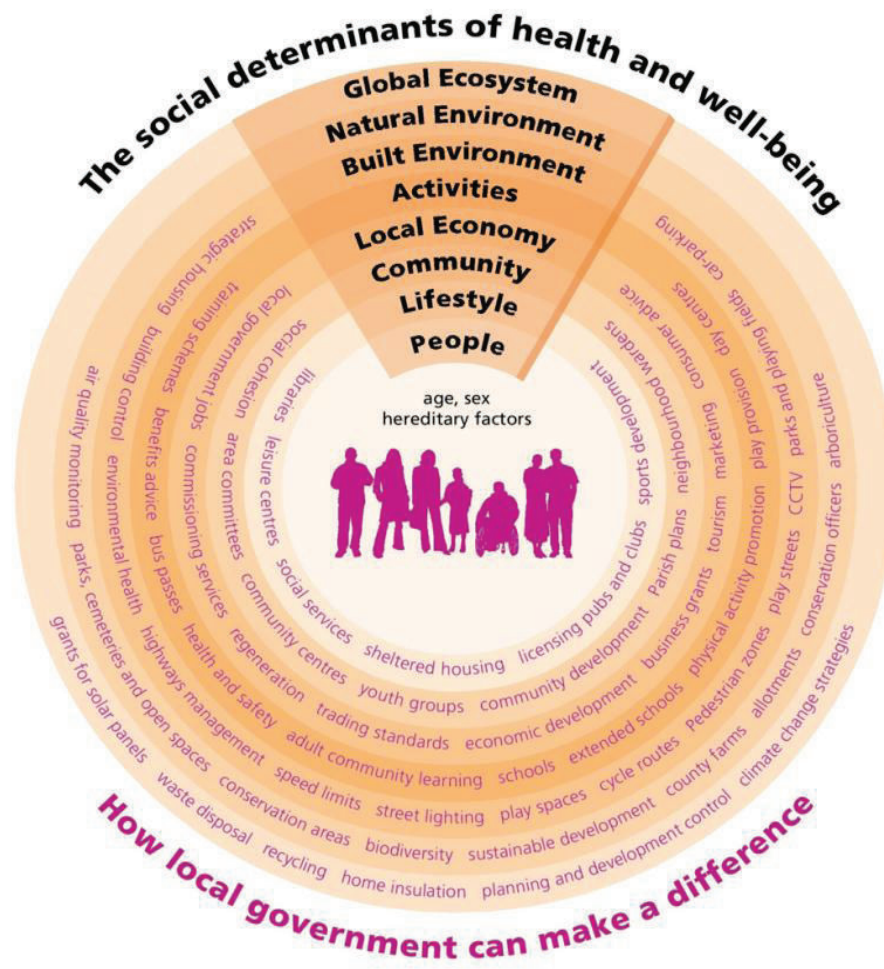 The social determinants of health and well-being
Global Ecosystem
Natural Environment
Built Environment
Activities
Local Economy
Community
Lifestyle
People
age, sex
hereditary factors
libraries leisure centres social services sheltered housing licensing pubs and clubs sports development
social cohesion area committees community centres youth groups community development Parish plans neighbourhood wardens
local government jobs commissioning services regeneration trading standards economic development business grants tourism marketing consumer advice
training schemes benefits advice bus passes health and safety adult community learning schools extended schools physical activity promotion play provision day centres
strategic housing building control environmental health highways management speed limits street lighting play spaces cycle routes Pedestrian zones play streets CCTV parks and playing fields car-parking
air quality monitoring parks, cemeteries and open spaces conservation areas biodiversity sustainable development county farms allotments conservation officers arboriculture
grants for solar panels waste disposal recycling home insulation planning and development control climate change strategies
How local government can make a difference